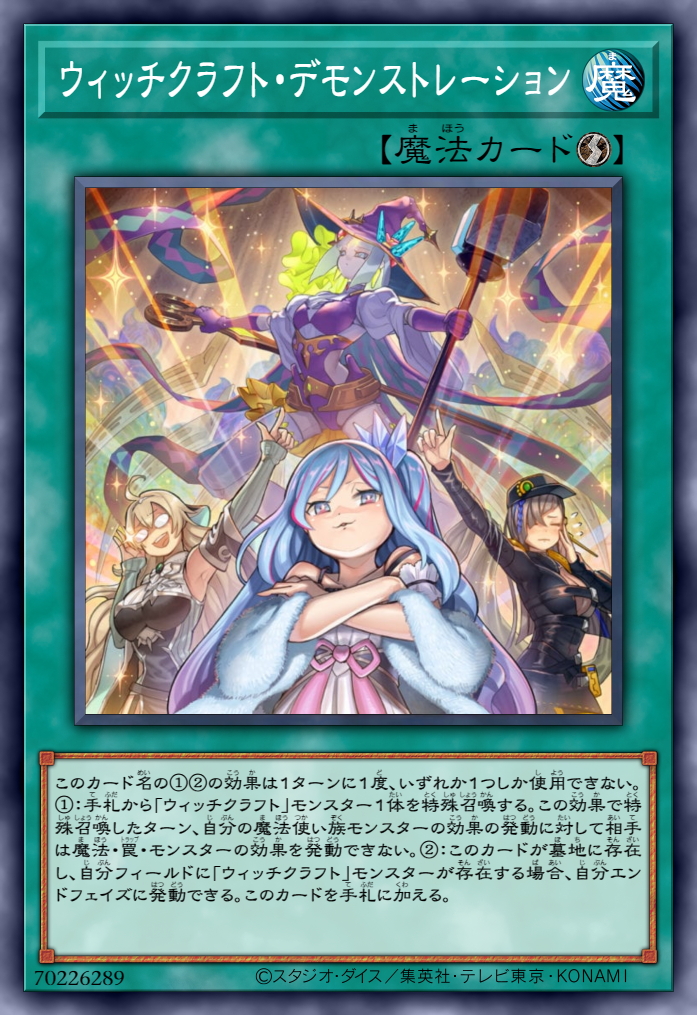 ウィッチクラフト・デモンストレーション 魔
【魔法カード】
このカード名の①②の効果は1ターンに1度、いずれか1つしか使用できない。
①:手札から「ウィッチクラフト」モンスター1体を特殊召喚する。この効果で特
殊召喚したターン、自分の魔法使い族モンスターの効果の発動に対して相手
は魔法・罠・モンスターの効果を発動できない。②:このカードが墓地に存在
し、自分フィールドに「ウィッチクラフト」モンスターが存在する場合、自分エン
ドフェイズに発動できる。このカードを手札に加える。
70226289 ©スタジオ・ダイス/集英社・テレビ東京・KONAMI